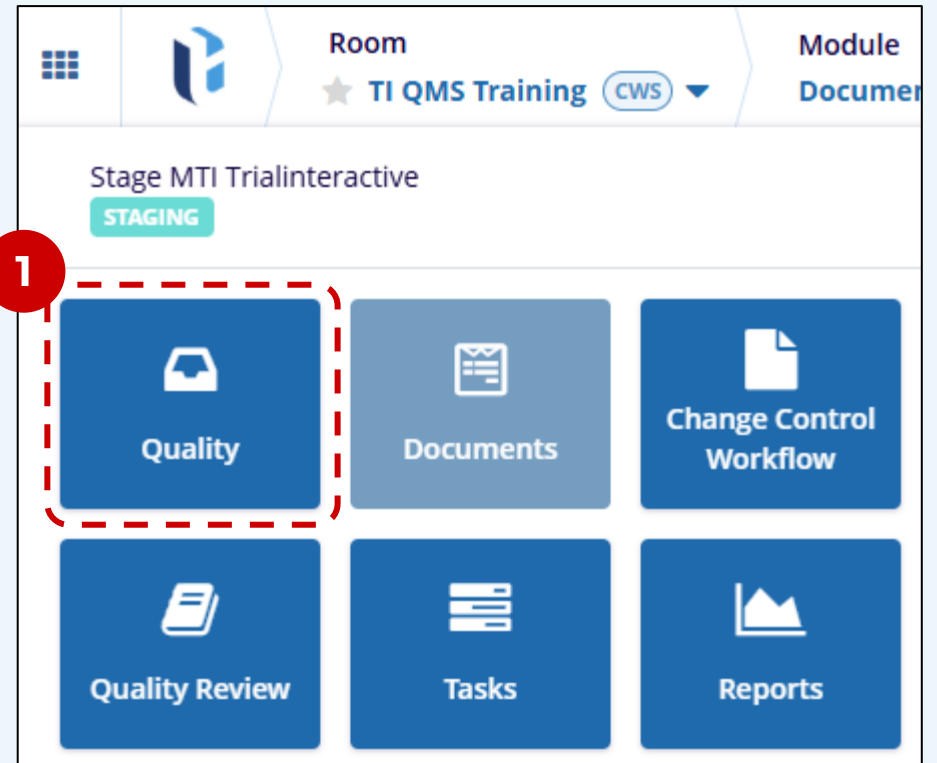 Room
TI QMS Training CWS
Module
Documen
Stage MTI Trialinteractive
STAGING
1
Quality
Documents
Change Control
Workflow
Quality Review
Tasks
Reports